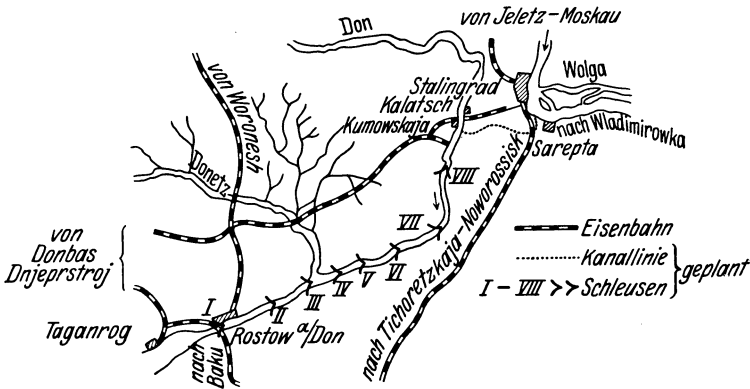 von Jeletz-Moskau
Don
Wolga
von Woronesh
Stalingrad
Kalatsch
Kumowskaja
nach Wladimirowka
Sarepta
Donetz
VIII
VII
VI
V
IV
III
II
I
von
Donbas
Dnjeprstroj
Taganrog
Rostow a/Don
nach
Baku
nach Tichoretzkaja-Noworossisk
Eisenbahn
Kanallinie
I - VIII >> Schleusen
geplant